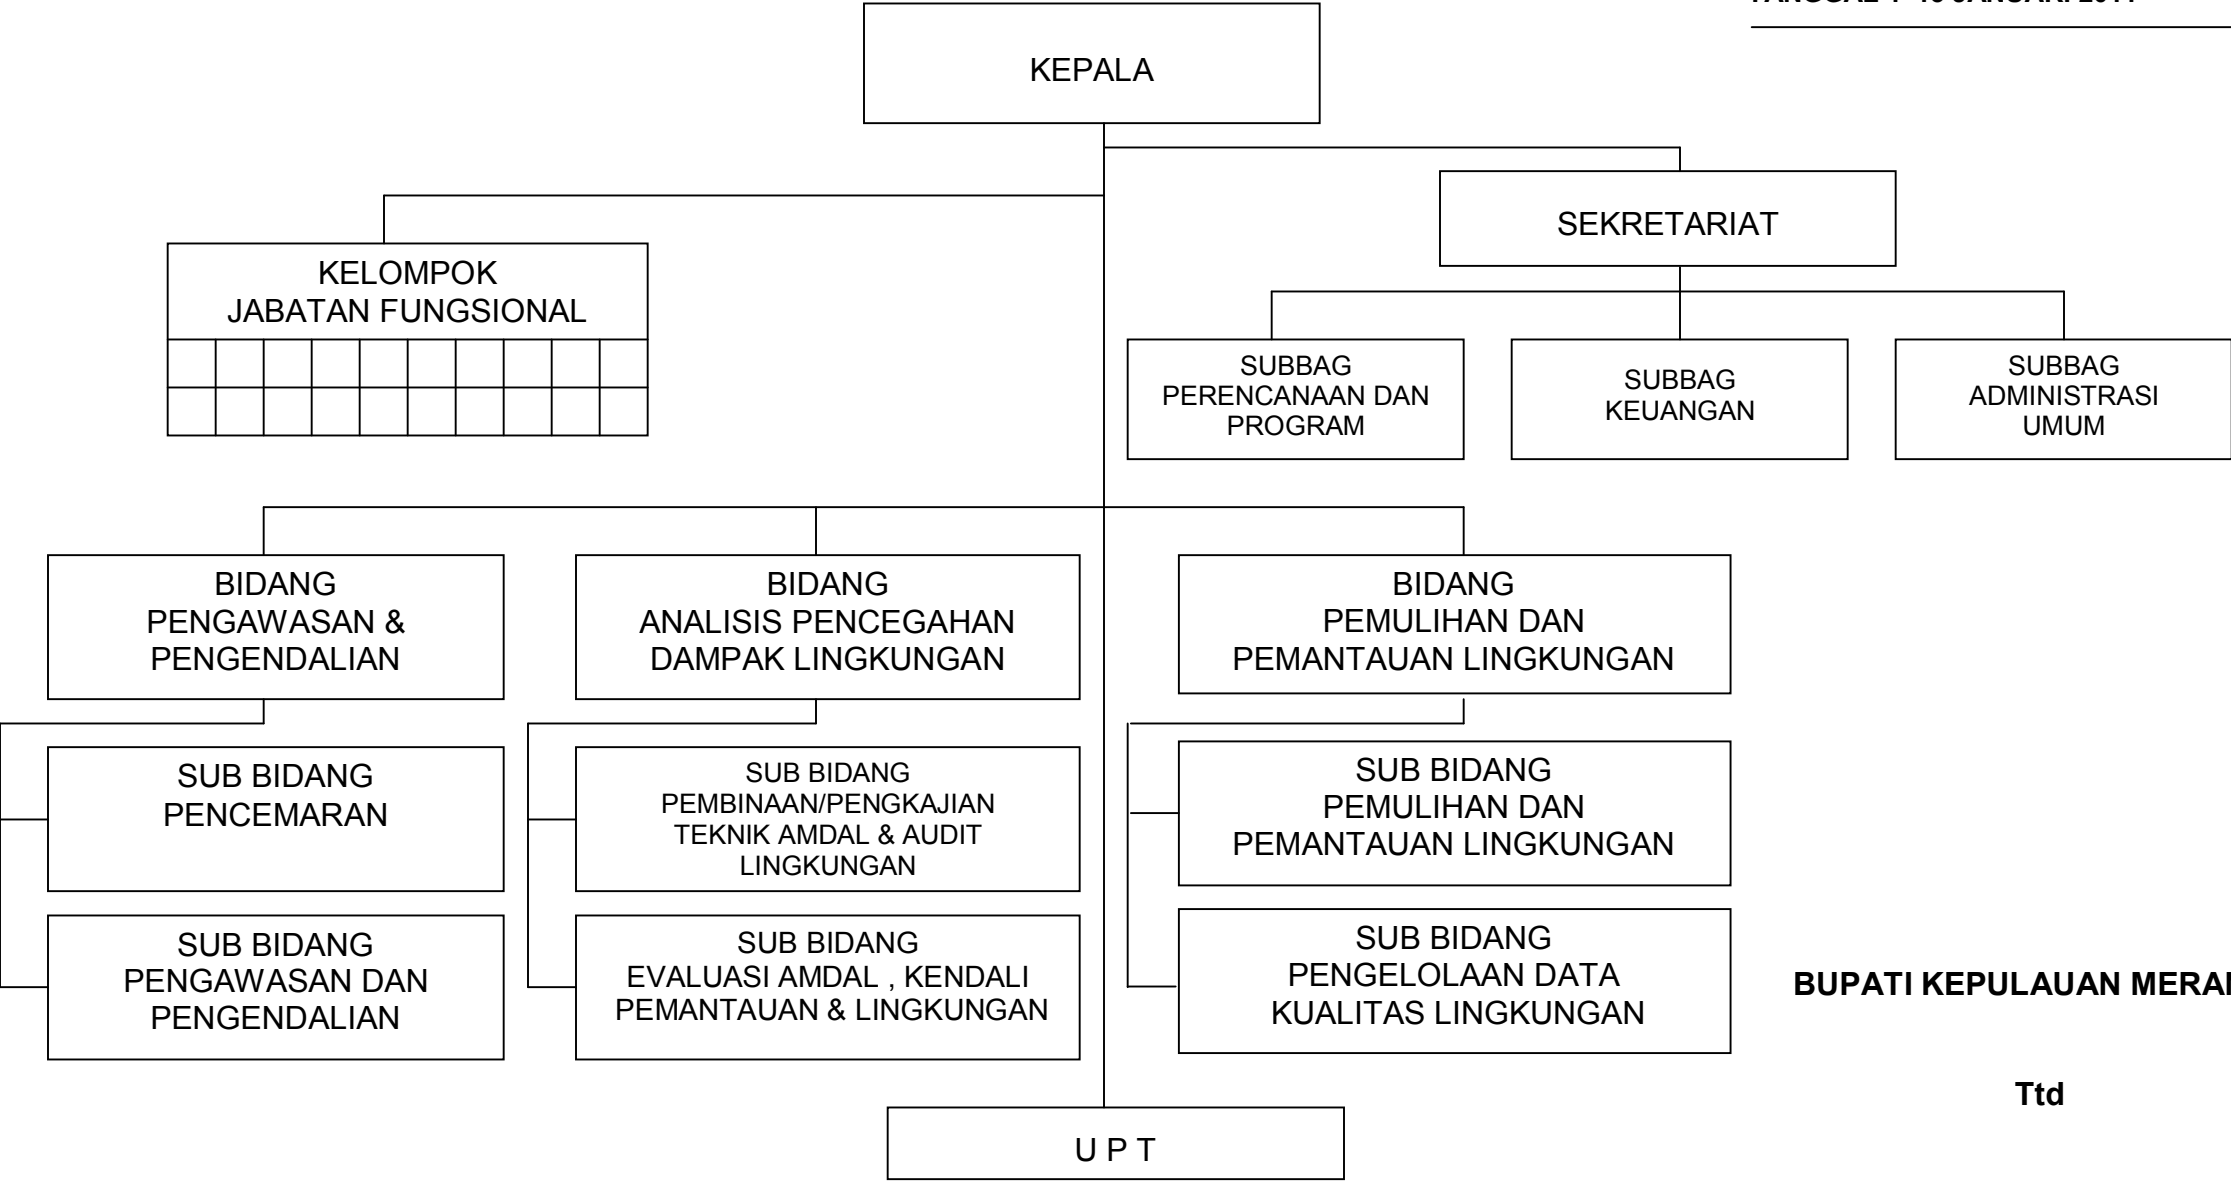 KEPALA
SEKRETARIAT
KELOMPOK
JABATAN FUNGSIONAL
SUBBAG
PERENCANAAN DAN
PROGRAM
SUBBAG
KEUANGAN
SUBBAG
ADMINISTRASI
UMUM
BIDANG
PENGAWASAN &
PENGENDALIAN
BIDANG
ANALISIS PENCEGAHAN
DAMPAK LINGKUNGAN
BIDANG
PEMULIHAN DAN
PEMANTAUAN LINGKUNGAN
SUB BIDANG
PENCEMARAN
SUB BIDANG
PEMBINAAN/PENGKAJIAN
TEKNIK AMDAL & AUDIT
LINGKUNGAN
SUB BIDANG
PEMULIHAN DAN
PEMANTAUAN LINGKUNGAN
SUB BIDANG
PENGAWASAN DAN
PENGENDALIAN
SUB BIDANG
EVALUASI AMDAL , KENDALI
PEMANTAUAN & LINGKUNGAN
SUB BIDANG
PENGELOLAAN DATA
KUALITAS LINGKUNGAN
BUPATI KEPULAUAN
Ttd
U P T